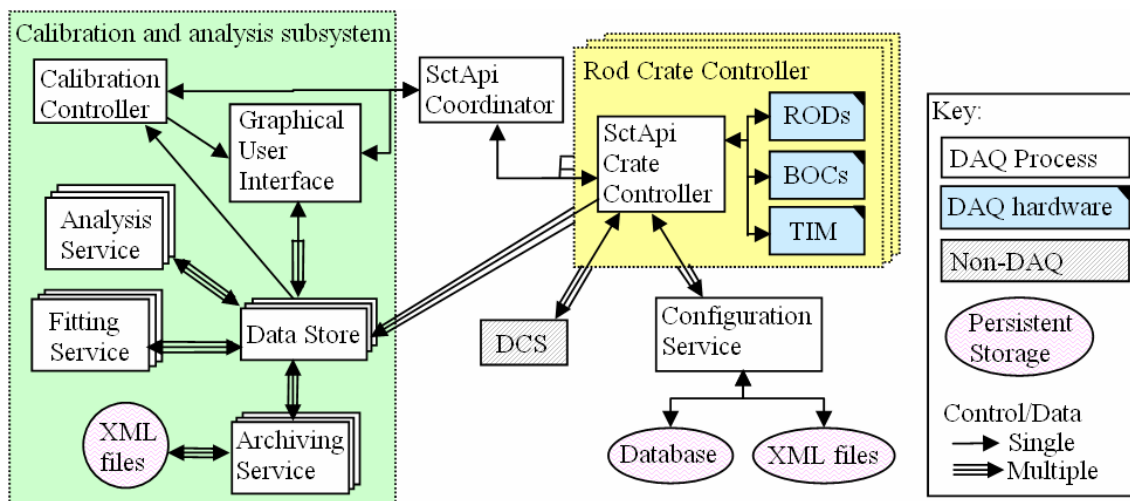 Calibration and analysis subsystem
Calibration
Controller
Graphical
User
Interface
Analysis
Service
Fitting
Service
Data Store
XML
files
Archiving
Service
SctApi
Coordinator
Rod Crate Controller
SctApi
Crate
Controller
RODs
BOCs
TIM
DCS
Configuration
Service
Database
XML files
Key:
DAQ Process
DAQ hardware
Non-DAQ
Persistent
Storage
Control/Data
Single
Multiple